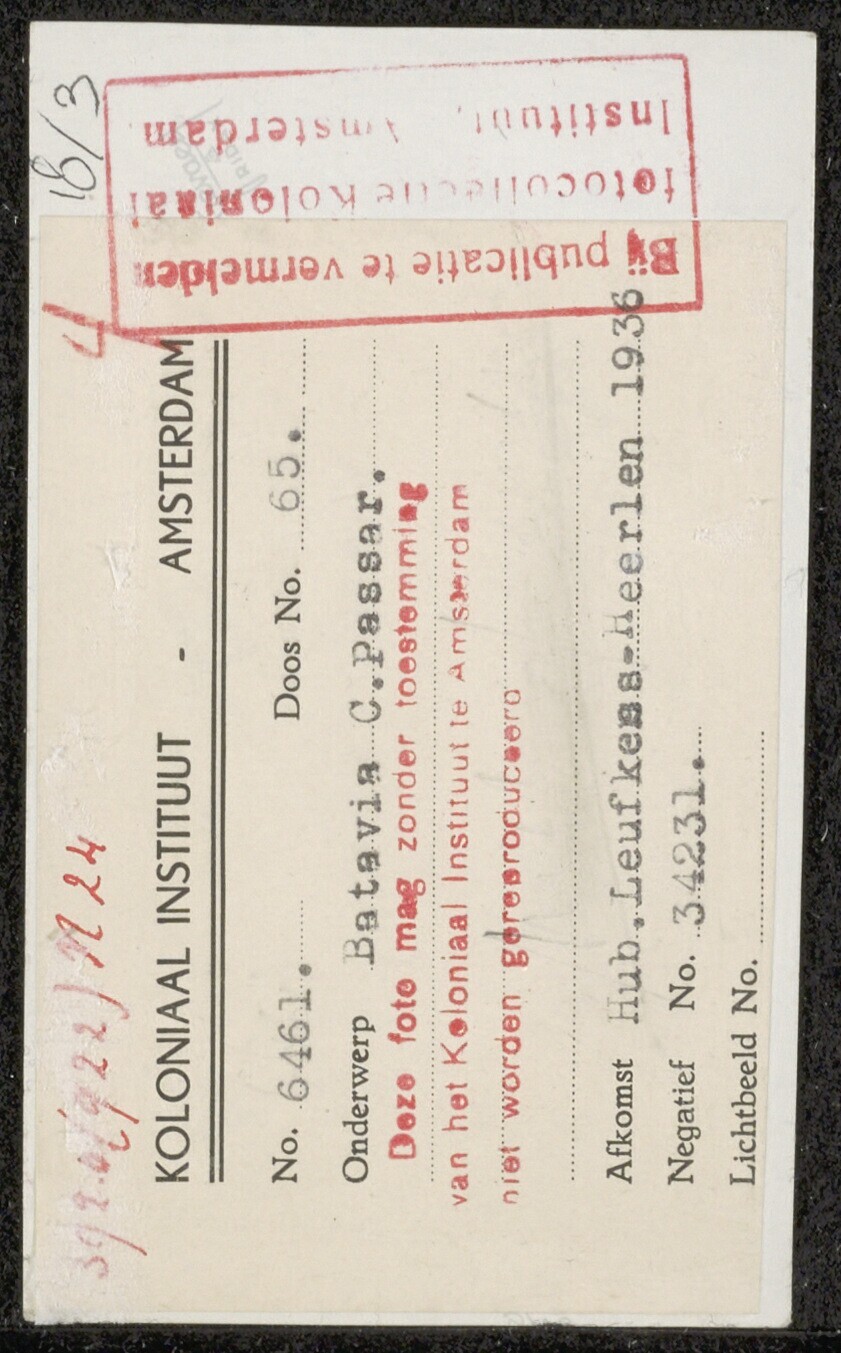 KOLONIAAL INSTITUUT - AMSTERDAM
No. 6461. Doos No. 65.
Onderwerp Batavia C.Passar.
Deze foto mag zonder toestemming
van het Koloniaal Instituut te Amsterdam
niet worden gereproduceerd
Afkomst Hub.Leufkens-Heerlen 1936
Negatief No. 34231.
Lichtbeeld No.
Bij publicatie te vermelden
fotocollectie Koloniaal
Instituut, Amsterdam.
N 24